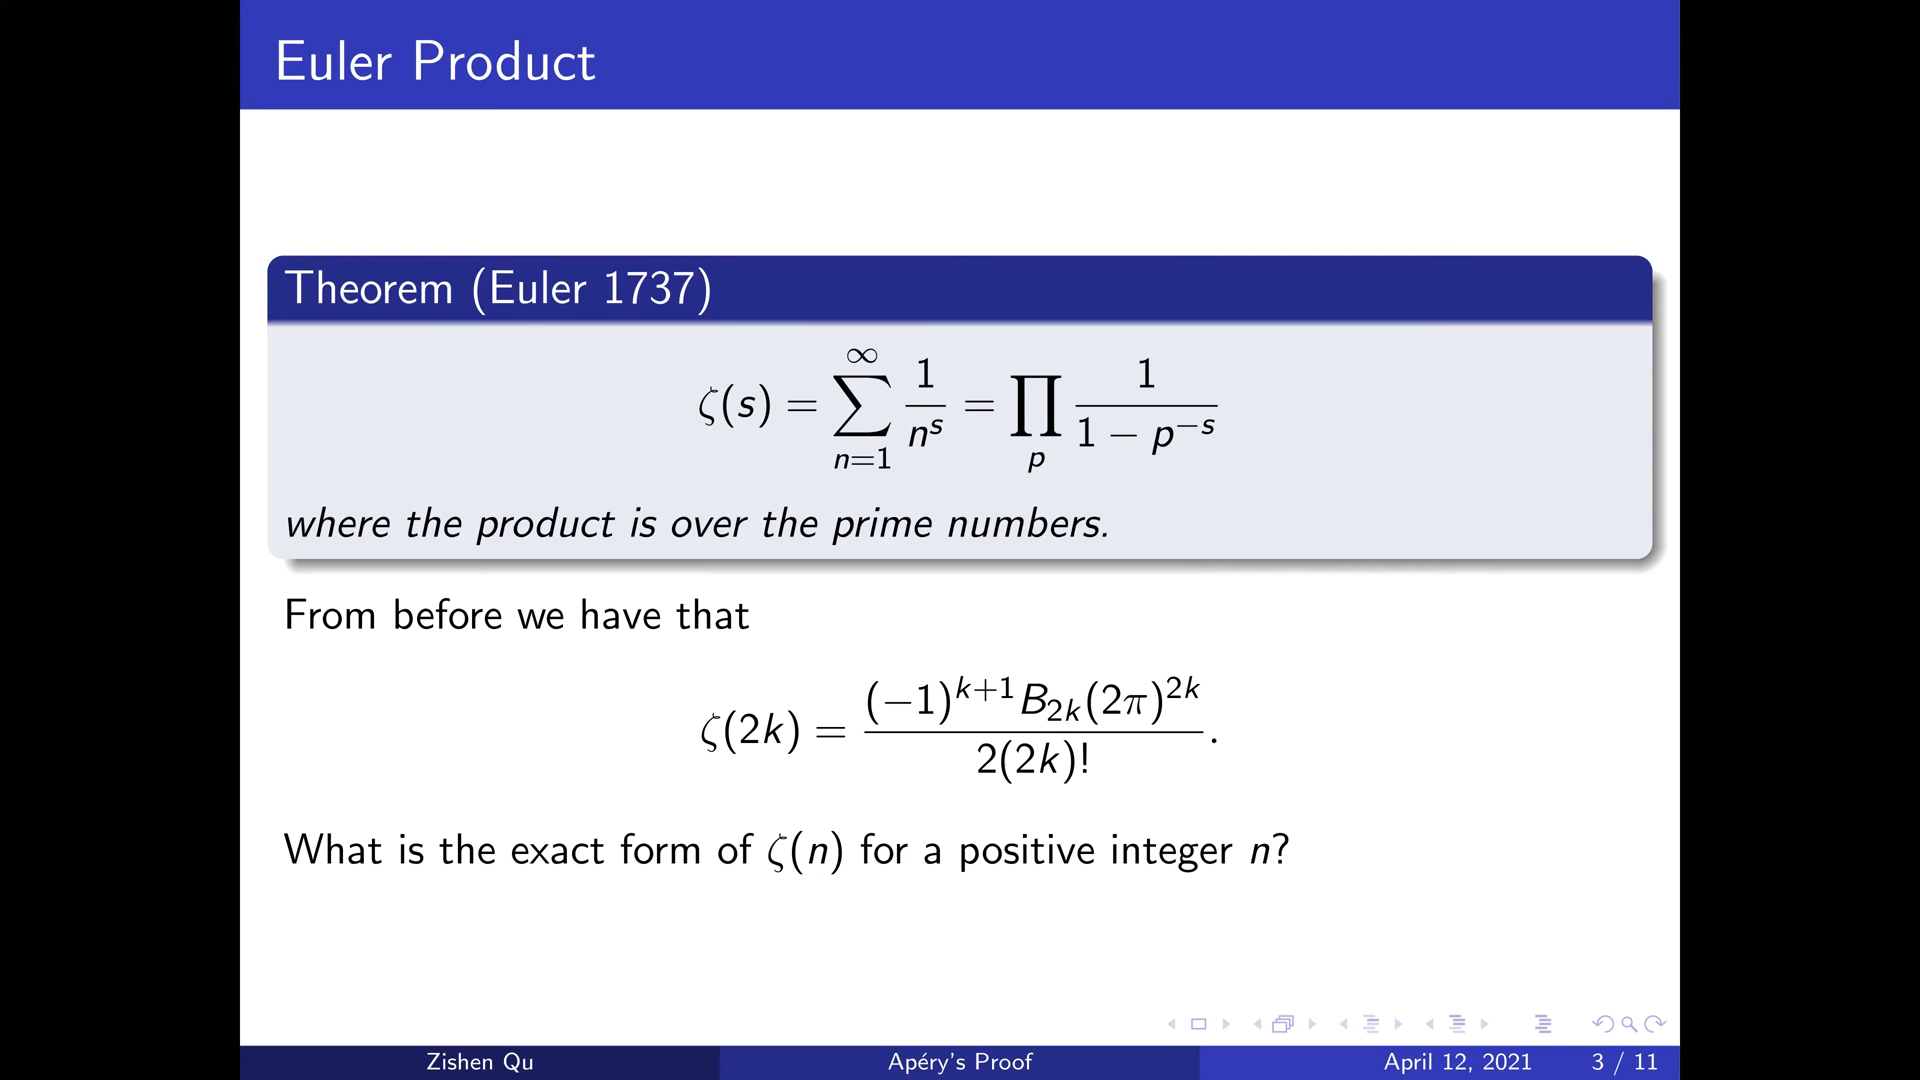 Euler Product
Theorem (Euler 1737)
ζ(s) = ∑_{n=1}^{∞} 1/n^s = ∏_p 1/(1 − p^{−s})
where the product is over the prime numbers.
From before we have that
ζ(2k) = (−1)^{k+1}B_{2k}(2π)^{2k}/2(2k)!.
What is the exact form of ζ(n) for a positive integer n?
Zishen Qu Apéry's Proof April 12, 2021 3 / 11